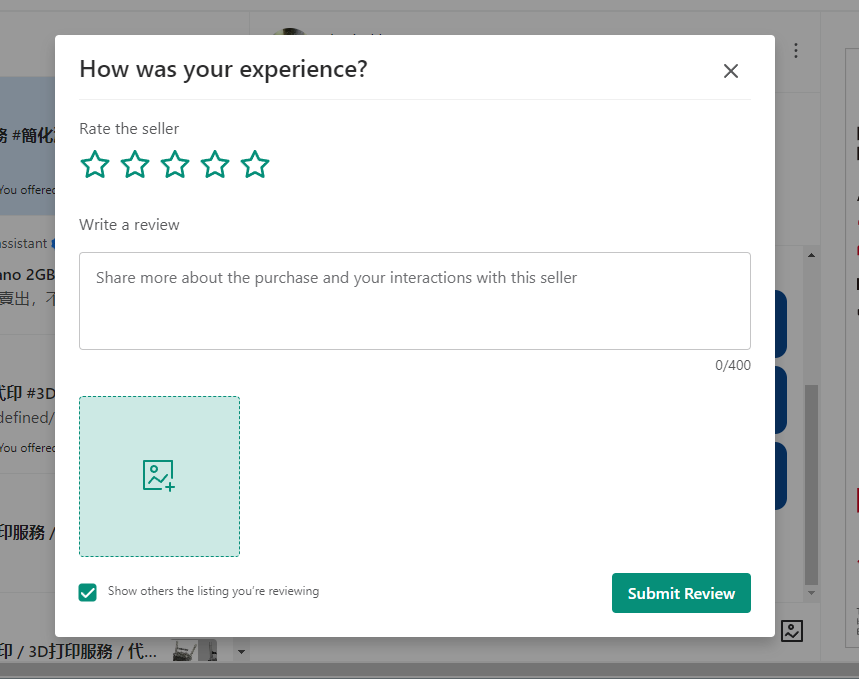 How was your experience?
Rate the seller
務 #簡化
You offered
Write a review
assistant
no 2GB
Share more about the purchase and your interactions with this seller
賣出，不
0/400
代印 #3D
defined/
You offered
印服務 /
Show others the listing you're reviewing
Submit Review
印 / 3D打印服務 / 代...